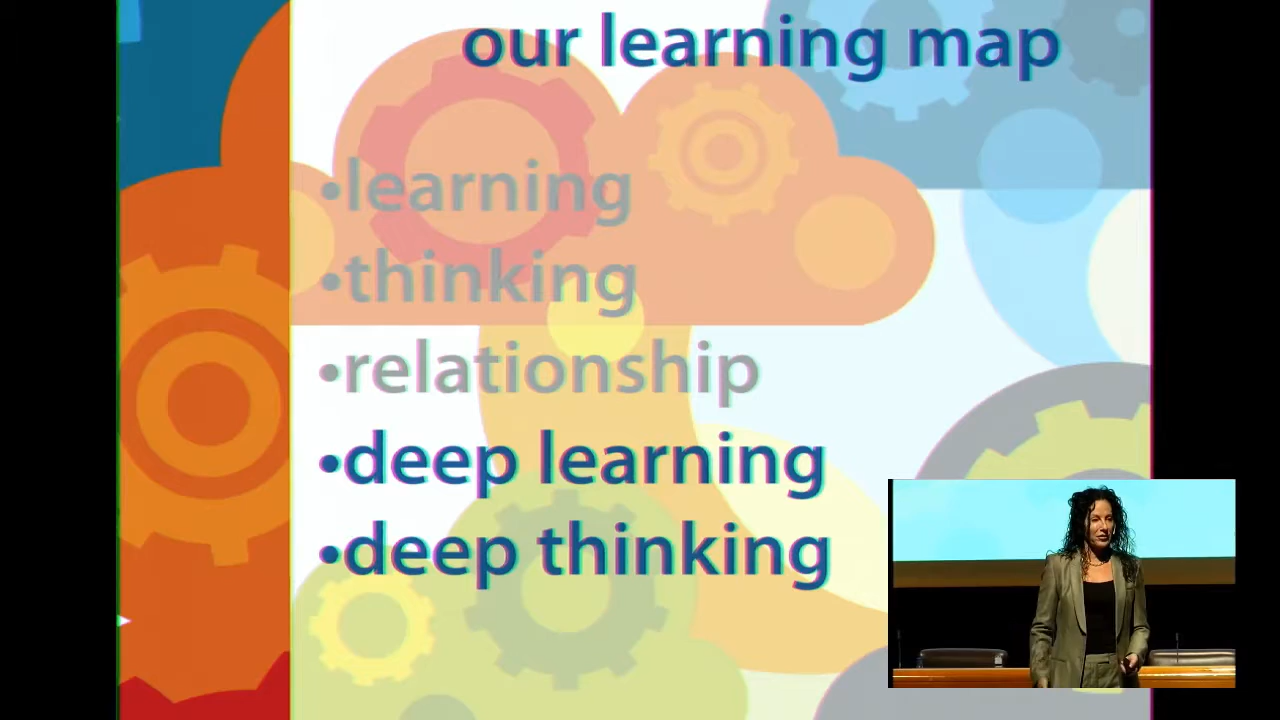 our learning map
•learning
•thinking
•relationship
•deep learning
•deep thinking